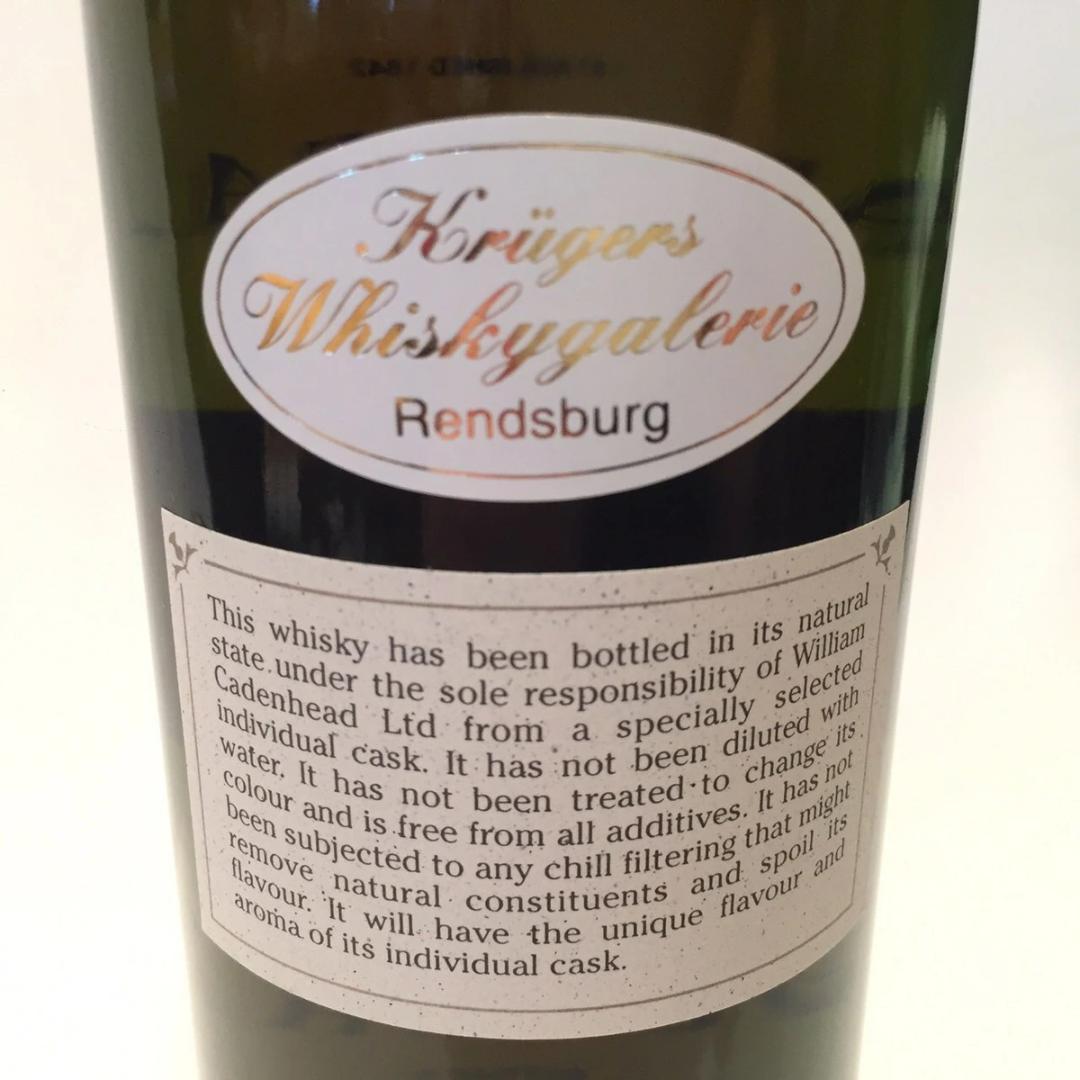 Krügers
Whiskygalerie
Rendsburg
This whisky has been bottled in its natural
state under the sole responsibility of William
Cadenhead Ltd from a specially selected
individual cask. It has not been diluted with
water. It has not been treated to change its
colour and is free from all additives. It has not
been subjected to any chill filtering that might
remove natural constituents and spoil its
flavour. It will have the unique flavour and
aroma of its individual cask.